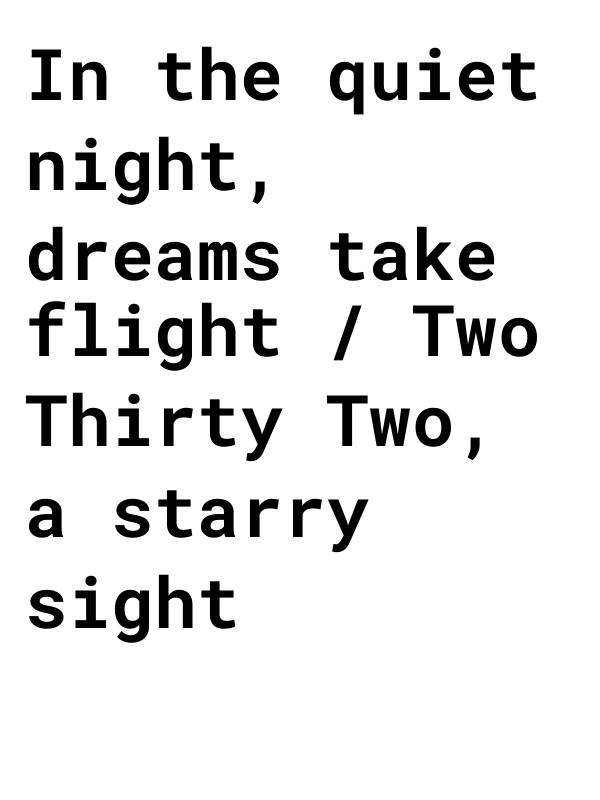 In the quiet
night,
dreams take
flight / Two
Thirty Two,
a starry
sight